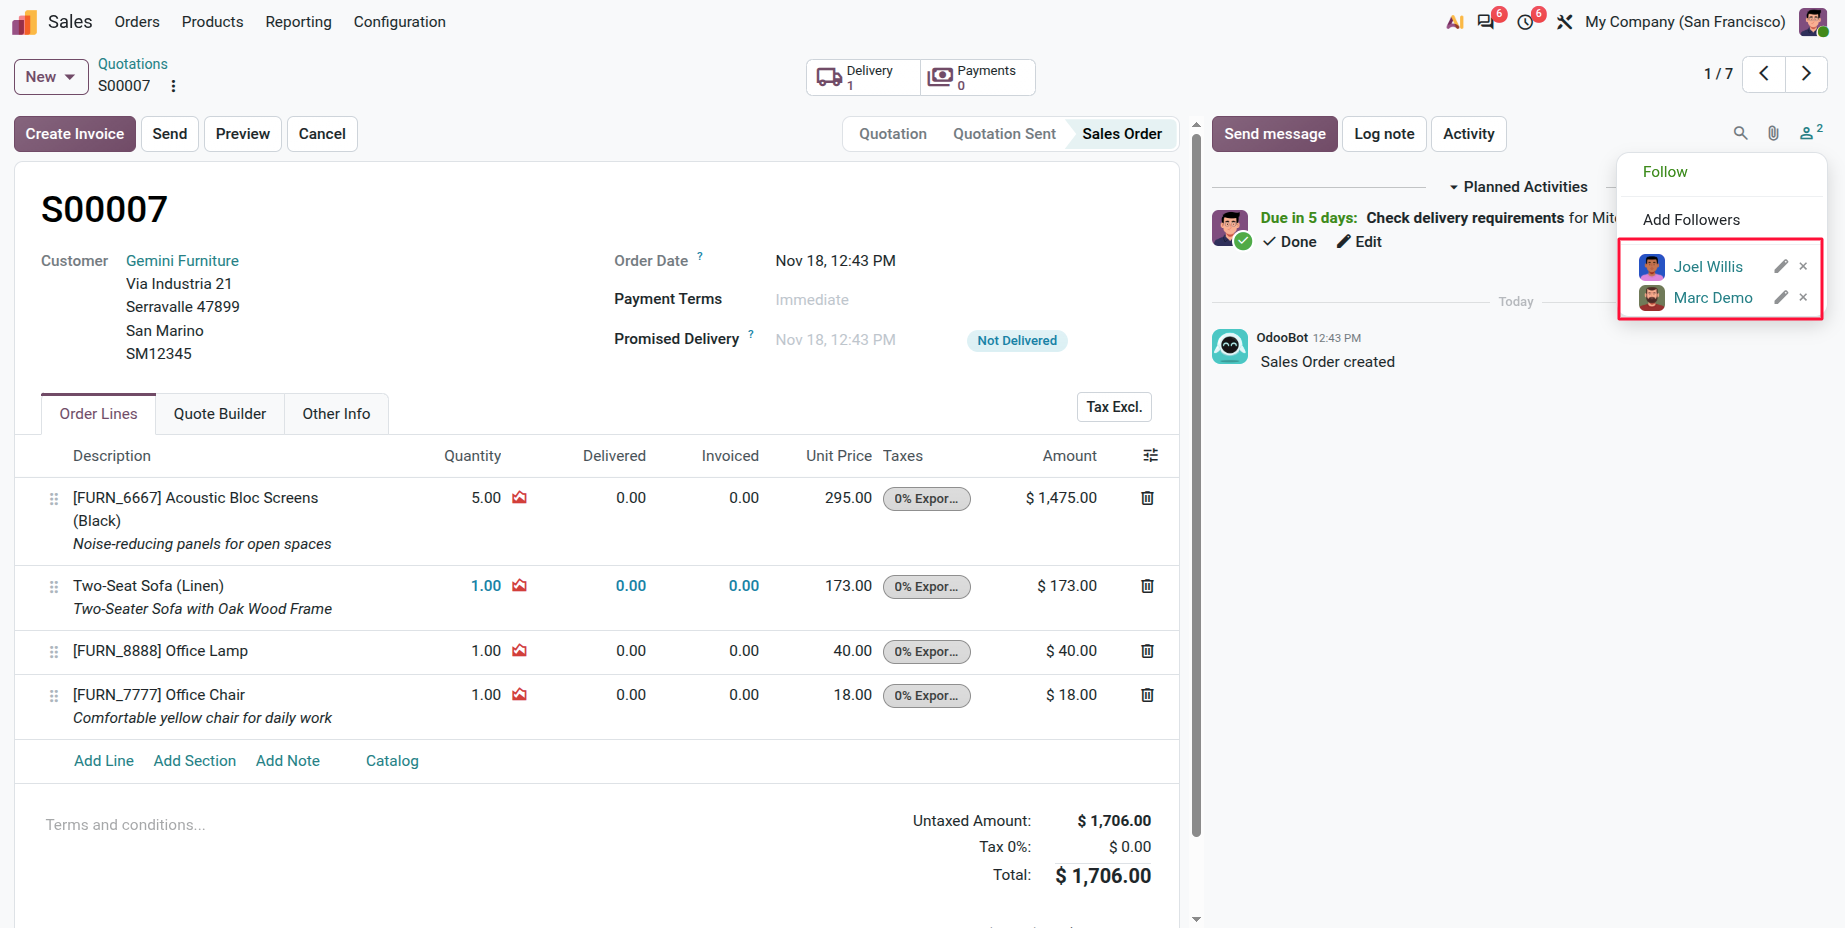 Sales Orders Products Reporting Configuration
AI 6 6 My Company (San Francisco)
New
Quotations
S00007
Delivery
1
Payments
0
1 / 7
Create Invoice Send Preview Cancel
Quotation Quotation Sent Sales Order
Send message Log note Activity
2
S00007
Customer Gemini Furniture
Via Industria 21
Serravalle 47899
San Marino
SM12345
Order Date ? Nov 18, 12:43 PM
Payment Terms Immediate
Promised Delivery ? Nov 18, 12:43 PM Not Delivered
Order Lines Quote Builder Other Info
Tax Excl.
Description Quantity Delivered Invoiced Unit Price Taxes Amount
[FURN_6667] Acoustic Bloc Screens
(Black)
Noise-reducing panels for open spaces
5.00 0.00 0.00 295.00 0% Expor... $ 1,475.00
Two-Seat Sofa (Linen)
Two-Seater Sofa with Oak Wood Frame
1.00 0.00 0.00 173.00 0% Expor... $ 173.00
[FURN_8888] Office Lamp 1.00 0.00 0.00 40.00 0% Expor... $ 40.00
[FURN_7777] Office Chair
Comfortable yellow chair for daily work
1.00 0.00 0.00 18.00 0% Expor... $ 18.00
Add Line Add Section Add Note Catalog
Terms and conditions...
Untaxed Amount: $ 1,706.00
Tax 0%: $ 0.00
Total: $ 1,706.00
Planned Activities
Due in 5 days: Check delivery requirements for
Done Edit
Today
OdooBot 12:43 PM
Sales Order created
Follow
Add Followers
Joel Willis
Marc Demo